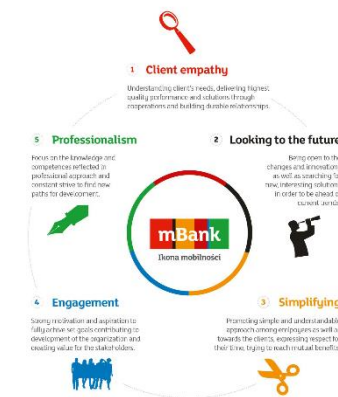 1 Client empathy
Understanding client's needs, delivering highest
quality performance and solutions through
cooperations and building durable relationships.
5 Professionalism
Focus on the knowledge and
competences reflected in
professional approach and
constant strive to find new
paths for development.
2 Looking to the future
Being open to the
changes and innovation
as well as searching for
new, interesting solution
in order to be ahead o
current trends
mBank
Ikona mobilności
4 Engagement
Strong motivation and aspiration to
fully achieve set goals contributing to
development of the organization and
creating value for the stakeholders.
3 Simplifying
Promoting simple and understandable
approach among employees as well as
towards the clients, expressing respect fo
their time, trying to reach mutual benefits